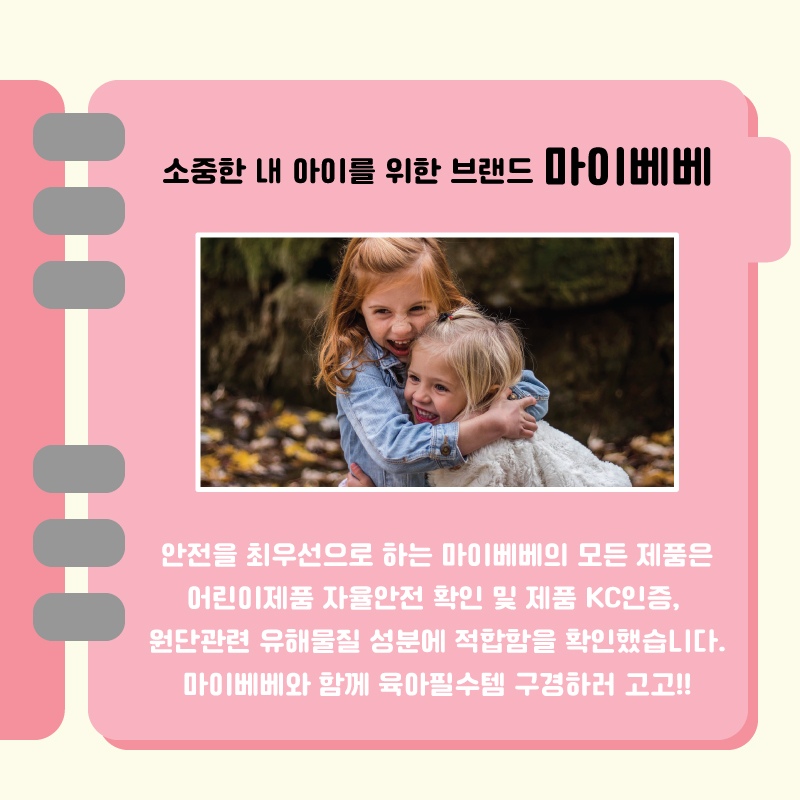 소중한 내 아이를 위한 브랜드 마이베베
안전을 최우선으로 하는 마이베베의 모든 제품은
어린이제품 자율안전 확인 및 제품 KC인증,
원단관련 유해물질 성분에 적합함을 확인했습니다.
마이베베와 함께 육아필수템 구경하러 고고!!